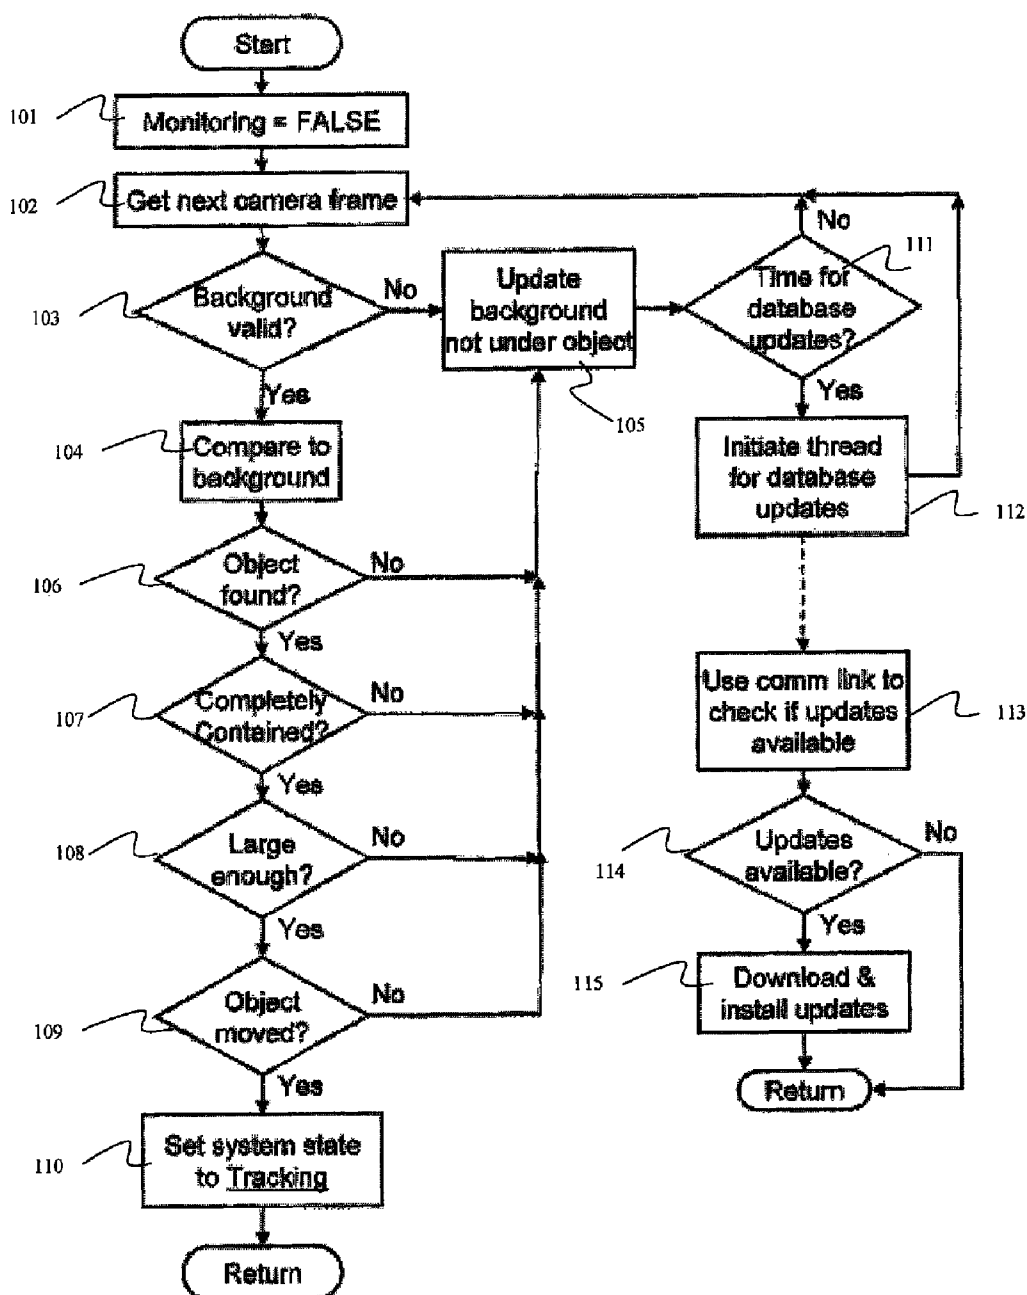 Start
101
Monitoring = FALSE
102
Get next camera frame
No
111
103
Background
valid?
No
Update
background
not under object
Time for
database
updates?
Yes
105
Yes
104
Compare to
background
Initiate thread
for database
updates
112
106
Object
found?
No
Yes
107
Completely
Contained?
No
Use comm link to
check if updates
available
113
Yes
108
Large
enough?
No
114
Updates
available?
No
Yes
Yes
109
Object
moved?
No
115
Download &
install updates
Yes
Return
110
Set system state
to Tracking
Return